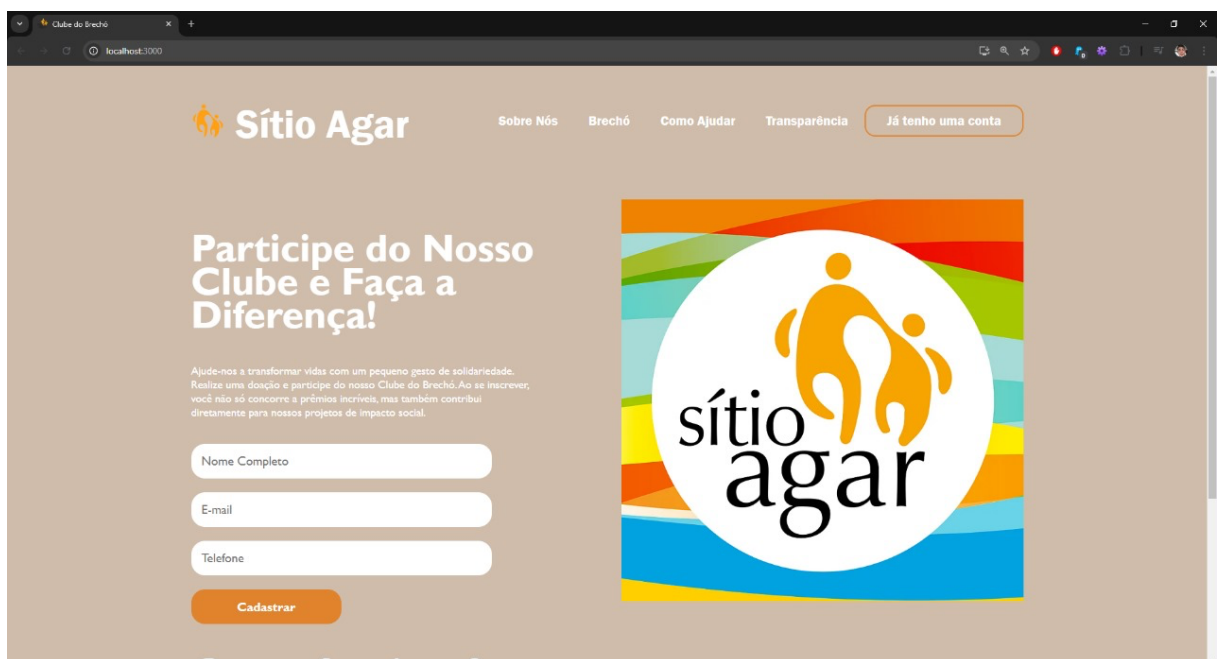 Clube do Brechó
localhost:3000
Sítio Agar
Sobre Nós Brechó Como Ajudar Transparência Já tenho uma conta
Participe do Nosso
Clube e Faça a
Diferença!
Ajude-nos a transformar vidas com um pequeno gesto de solidariedade.
Realize uma doação e participe do nosso Clube do Brechó. Ao se inscrever,
você não só concorre a prêmios incríveis, mas também contribui
diretamente para nossos projetos de impacto social.
Nome Completo
E-mail
Telefone
Cadastrar
sítio
agar